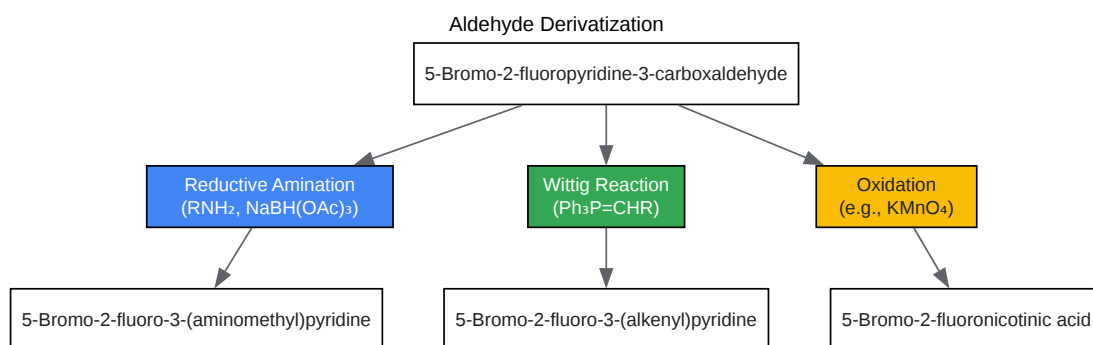 Aldehyde Derivatization
5-Bromo-2-fluoropyridine-3-carboxaldehyde
Reductive Amination
(RNH₂, NaBH(OAc)₃)
Wittig Reaction
(Ph₃P=CHR)
Oxidation
(e.g., KMnO₄)
5-Bromo-2-fluoro-3-(aminomethyl)pyridine
5-Bromo-2-fluoro-3-(alkenyl)pyridine
5-Bromo-2-fluoronicotinic acid